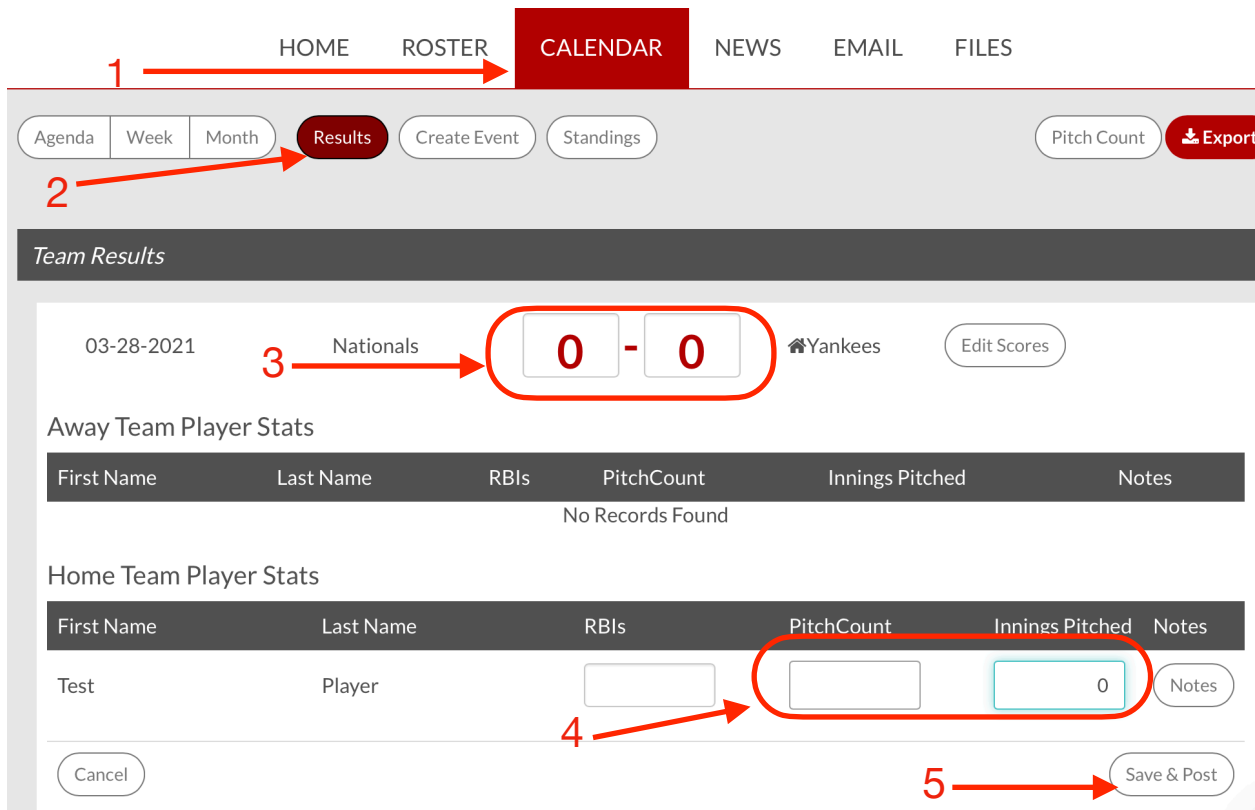 HOME ROSTER CALENDAR NEWS EMAIL FILES
1
Agenda Week Month Results Create Event Standings Pitch Count Export
2
Team Results
03-28-2021 Nationals 0 - 0 Yankees Edit Scores
3
Away Team Player Stats
First Name Last Name RBIs PitchCount Innings Pitched Notes
No Records Found
Home Team Player Stats
First Name Last Name RBIs PitchCount Innings Pitched Notes
Test Player 0 Notes
4
Cancel Save & Post
5